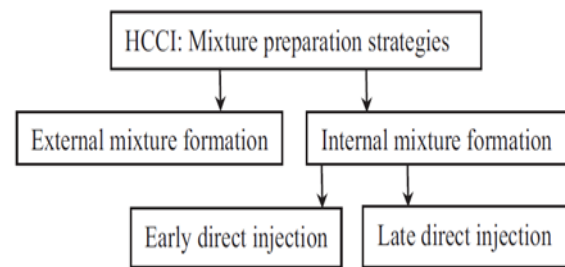 HCCI: Mixture preparation strategies
External mixture formation
Internal mixture formation
Early direct injection
Late direct injection